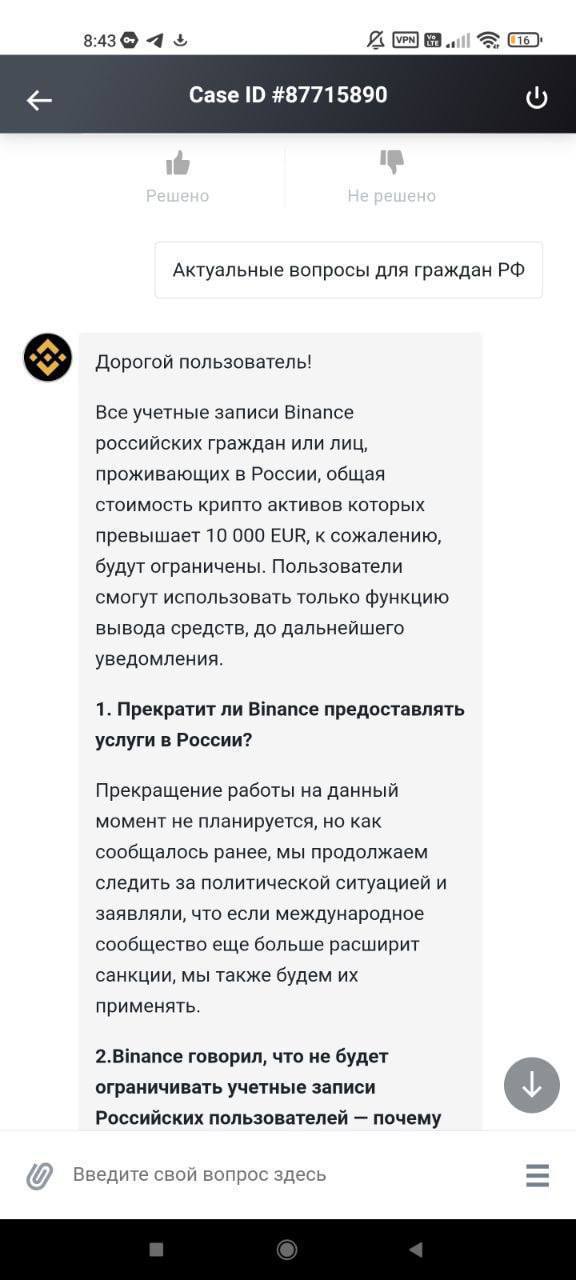 8:43
VPN
Vo
LTE
16
Case ID #87715890
Решено
Не решено
Актуальные вопросы для граждан РФ
Дорогой пользователь!
Все учетные записи Binance
российских граждан или лиц,
проживающих в России, общая
стоимость крипто активов которых
превышает 10 000 EUR, к сожалению,
будут ограничены. Пользователи
смогут использовать только функцию
вывода средств, до дальнейшего
уведомления.
1. Прекратит ли Binance предоставлять
услуги в России?
Прекращение работы на данный
момент не планируется, но как
сообщалось ранее, мы продолжаем
следить за политической ситуацией и
заявляли, что если международное
сообщество еще больше расширит
санкции, мы также будем их
применять.
2.Binance говорил, что не будет
ограничивать учетные записи
Российских пользователей — почему
Введите свой вопрос здесь